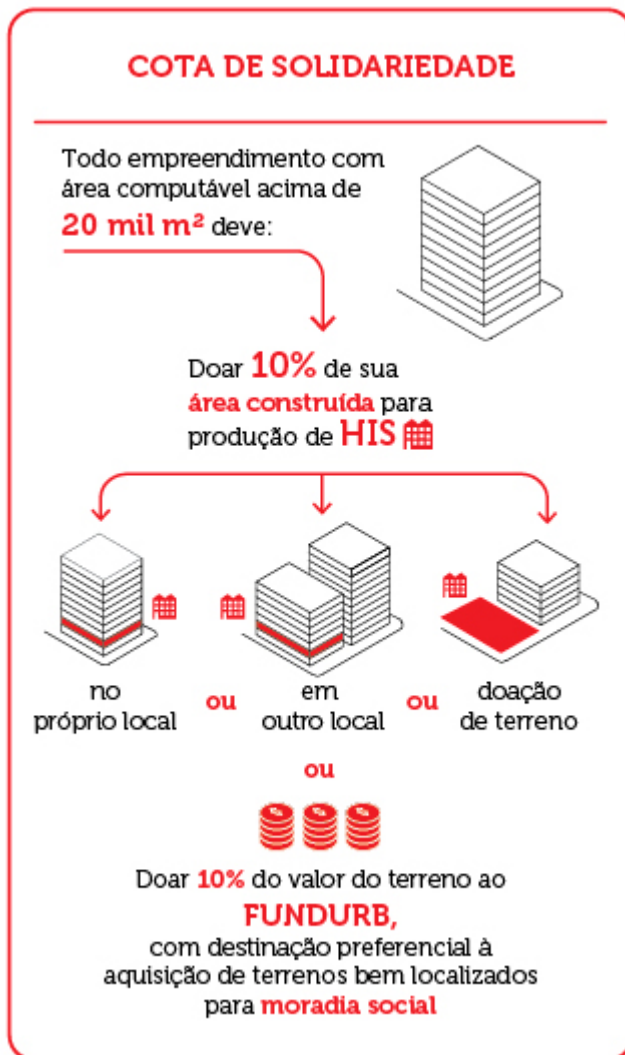 COTA DE SOLIDARIEDADE
Todo empreendimento com
área computável acima de
20 mil m² deve:
Doar 10% de sua
área construída para
produção de HIS
no
próprio local
ou
em
outro local
ou
doação
de terreno
ou
Doar 10% do valor do terreno ao
FUNDURB,
com destinação preferencial à
aquisição de terrenos bem localizados
para moradia social